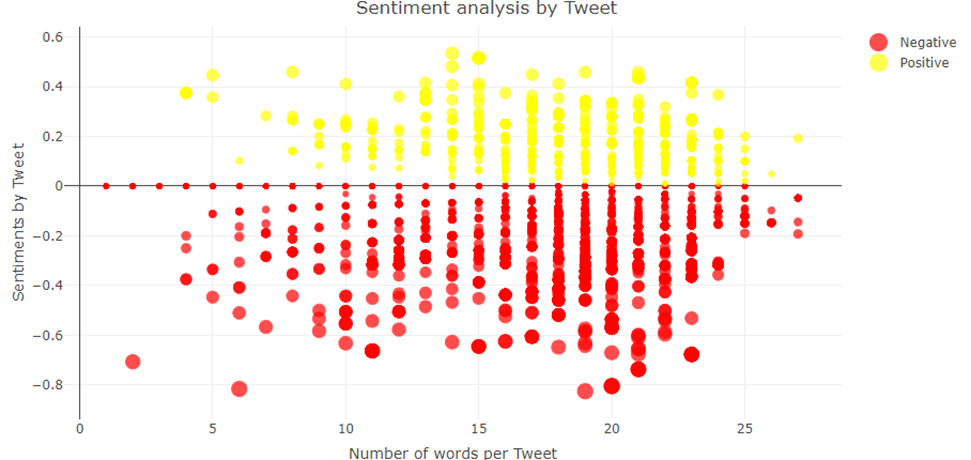 Sentiment analysis by Tweet
Negative
Positive
Sentiments by Tweet
0.6
0.4
0.2
0
−0.2
−0.4
−0.6
−0.8
0 5 10 15 20 25
Number of words per Tweet